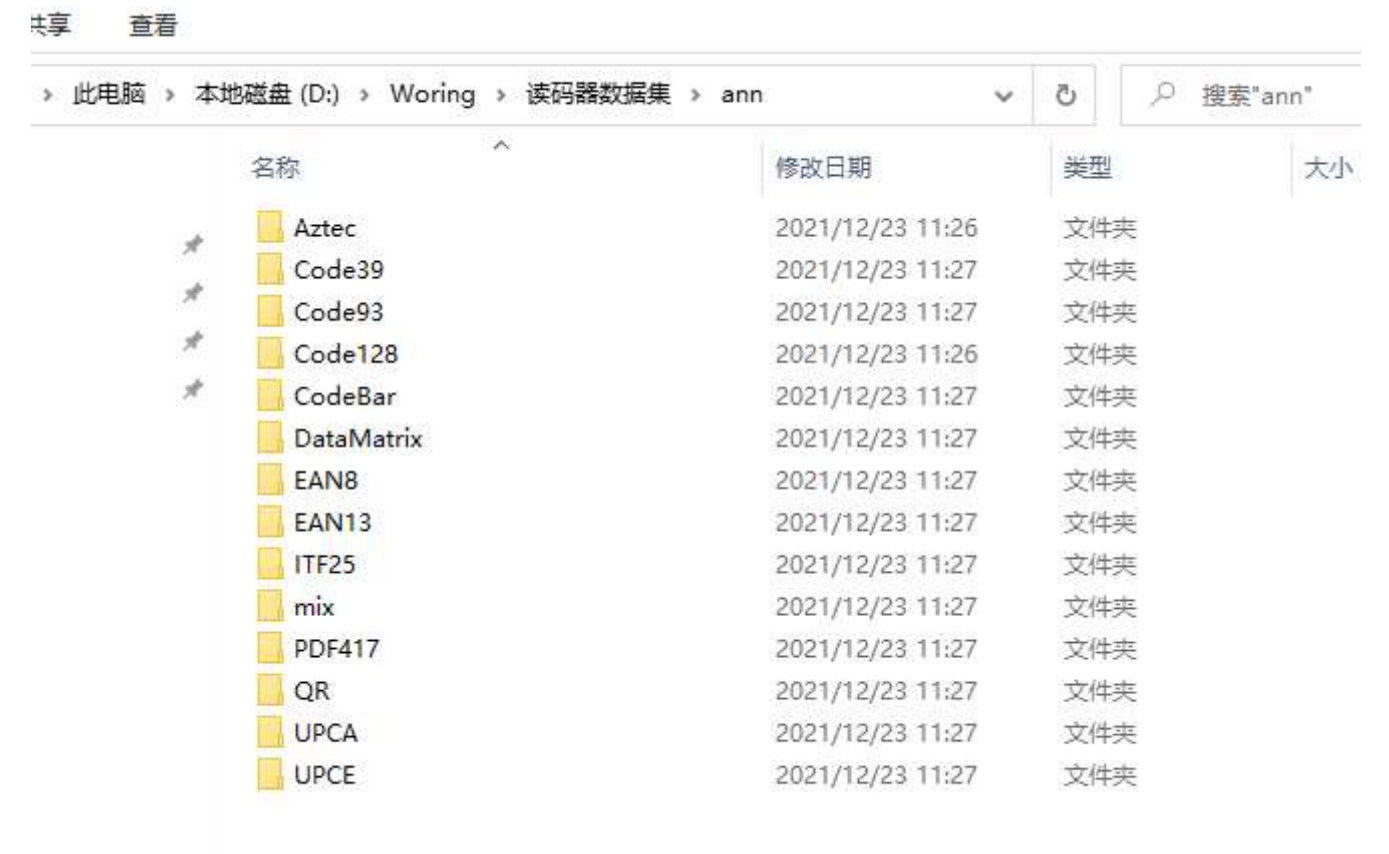 共享 查看
› 此电脑 › 本地磁盘 (D:) › Woring › 读码器数据集 › ann 搜索"ann"
名称 修改日期 类型 大小
Aztec 2021/12/23 11:26 文件夹
Code39 2021/12/23 11:27 文件夹
Code93 2021/12/23 11:27 文件夹
Code128 2021/12/23 11:26 文件夹
CodeBar 2021/12/23 11:27 文件夹
DataMatrix 2021/12/23 11:27 文件夹
EAN8 2021/12/23 11:27 文件夹
EAN13 2021/12/23 11:27 文件夹
ITF25 2021/12/23 11:27 文件夹
mix 2021/12/23 11:27 文件夹
PDF417 2021/12/23 11:27 文件夹
QR 2021/12/23 11:27 文件夹
UPCA 2021/12/23 11:27 文件夹
UPCE 2021/12/23 11:27 文件夹